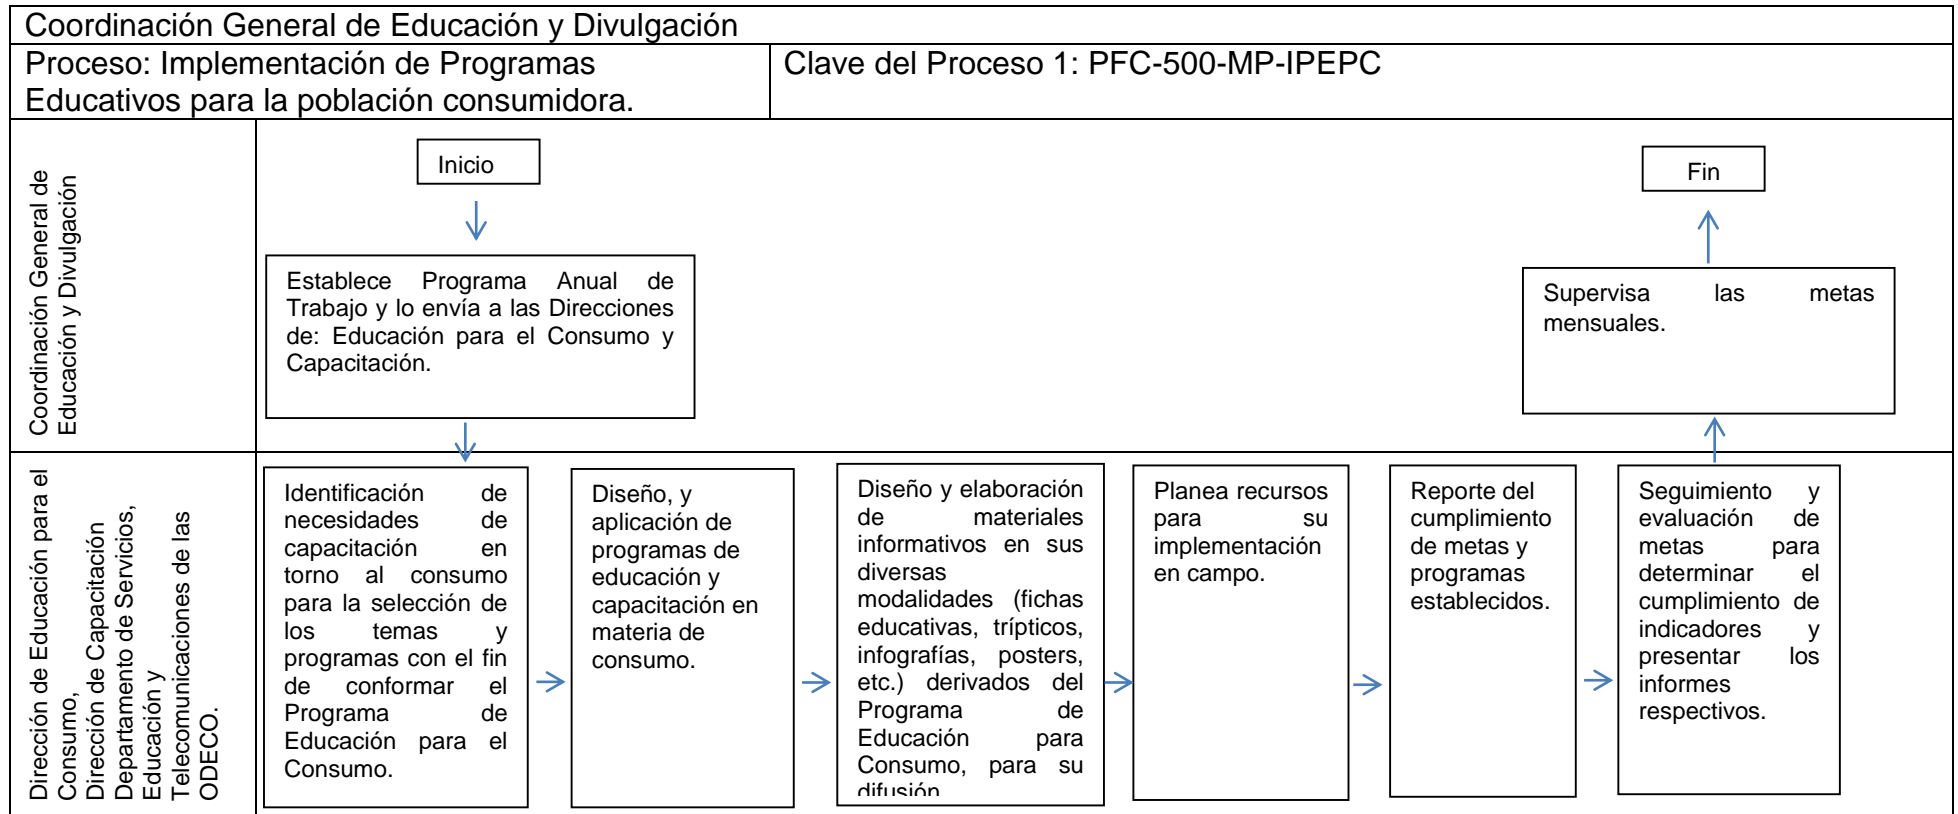 Coordinación General de Educación y Divulgación
Proceso: Implementación de Programas
Educativos para la población consumidora.
Clave del Proceso 1: PFC-500-MP-IPEPC
Coordinación General de
Educación y Divulgación
Inicio
Establece Programa Anual de
Trabajo y lo envía a las Direcciones
de: Educación para el Consumo y
Capacitación.
Fin
Supervisa las metas
mensuales.
Dirección de Educación para el
Consumo,
Dirección de Capacitación
Departamento de Servicios,
Educación y
Telecomunicaciones de las
ODECO.
Identificación de
necesidades de
capacitación en
torno al consumo
para la selección de
los temas y
programas con el fin
de conformar el
Programa de
Educación para el
Consumo.
Diseño, y
aplicación de
programas de
educación y
capacitación en
materia de
consumo.
Diseño y elaboración
de materiales
informativos en sus
diversas
modalidades (fichas
educativas, trípticos,
infografías, posters,
etc.) derivados del
Programa de
Educación para
Consumo, para su
difusión
Planea recursos
para su
implementación
en campo.
Reporte del
cumplimiento
de metas y
programas
establecidos.
Seguimiento y
evaluación de
metas para
determinar el
cumplimiento de
indicadores y
presentar los
informes
respectivos.